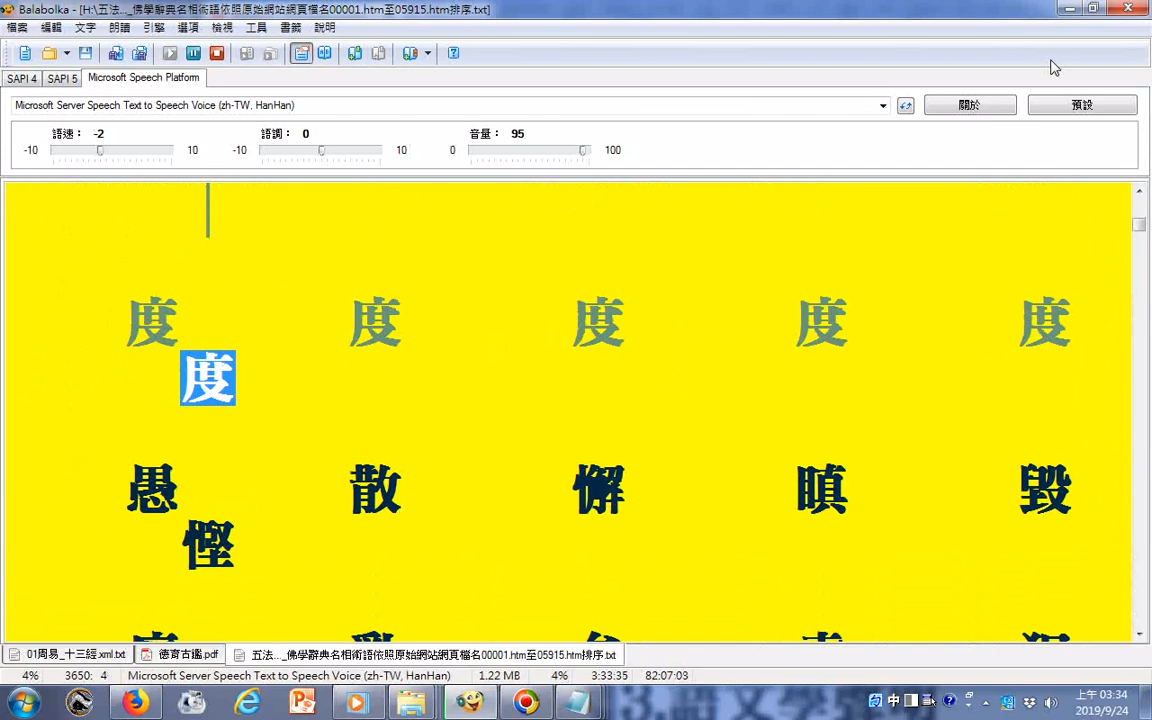 Balabolka - [H:\五法..._佛學辭典名相術語依照原始網站網頁檔名00001.htm至05915.htm排序.txt]
檔案 編輯 文字 朗讀 引擎 選項 檢視 工具 書籤 說明
SAPI 4 SAPI 5 Microsoft Speech Platform
Microsoft Server Speech Text to Speech Voice (zh-TW, HanHan) 關於 預設
語速： -2 語調： 0 音量： 95
-10 10 -10 10 0 100
度 度 度 度 度
度
愚 散 懈 瞋 毀
慳
01周易_十三經.xml.txt 德育古鑑.pdf 五法..._佛學辭典名相術語依照原始網站網頁檔名00001.htm至05915.htm排序.txt
4% 3650: 4 Microsoft Server Speech Text to Speech Voice (zh-TW, HanHan) 1.22 MB 4% 3:33:35 82:07:03
中 上午 03:34
2019/9/24